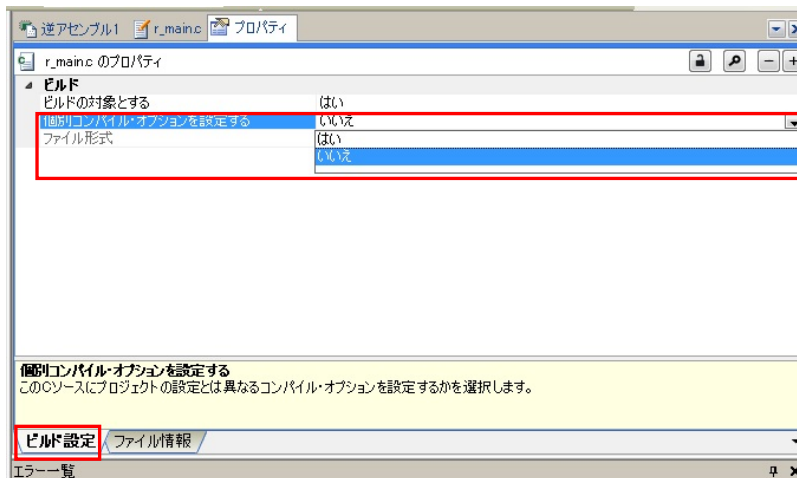 逆アセンブル1 r_main.c プロパティ
r_main.c のプロパティ
ビルド
ビルドの対象とする はい
個別コンパイル・オプションを設定する いいえ
ファイル形式 はい
いいえ
個別コンパイル・オプションを設定する
このCソースにプロジェクトの設定とは異なるコンパイル・オプションを設定するかを選択します。
ビルド設定 ファイル情報
エラー一覧